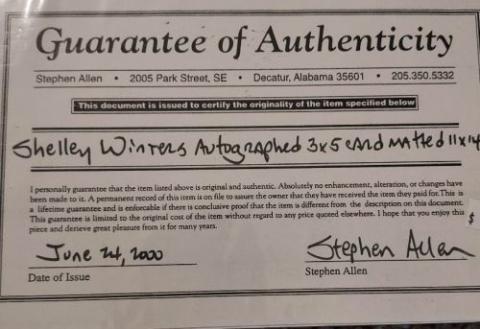 Guarantee of Authenticity
Stephen Allen • 2005 Park Street, SE • Decatur, Alabama 35601 • 205.350.5332
This document is issued to certify the originality of the item specified below
Shelley Winters Autographed 3x5 card matted 11x14
I personally guarantee that the item listed above is original and authentic. Absolutely no enhancement, alteration, or changes have
been made to it. A permanent record of this item is on file to assure the owner that they have received the item they paid for. This is
a lifetime guarantee and is enforceable if there is conclusive proof that the item is different from the description on this document.
This guarantee is limited to the original cost of the item without regard to any price quoted elsewhere. I hope that you enjoy this
piece and derive great pleasure from it for many years.
$
June 24, 2000
Stephen Allen
Date of Issue
Stephen Allen